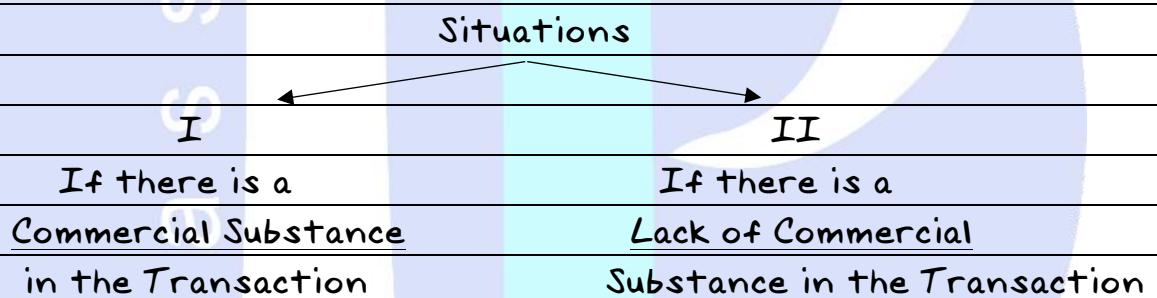 Situations
I
II
If there is a
If there is a
Commercial Substance
Lack of Commercial
in the Transaction
Substance in the Transaction